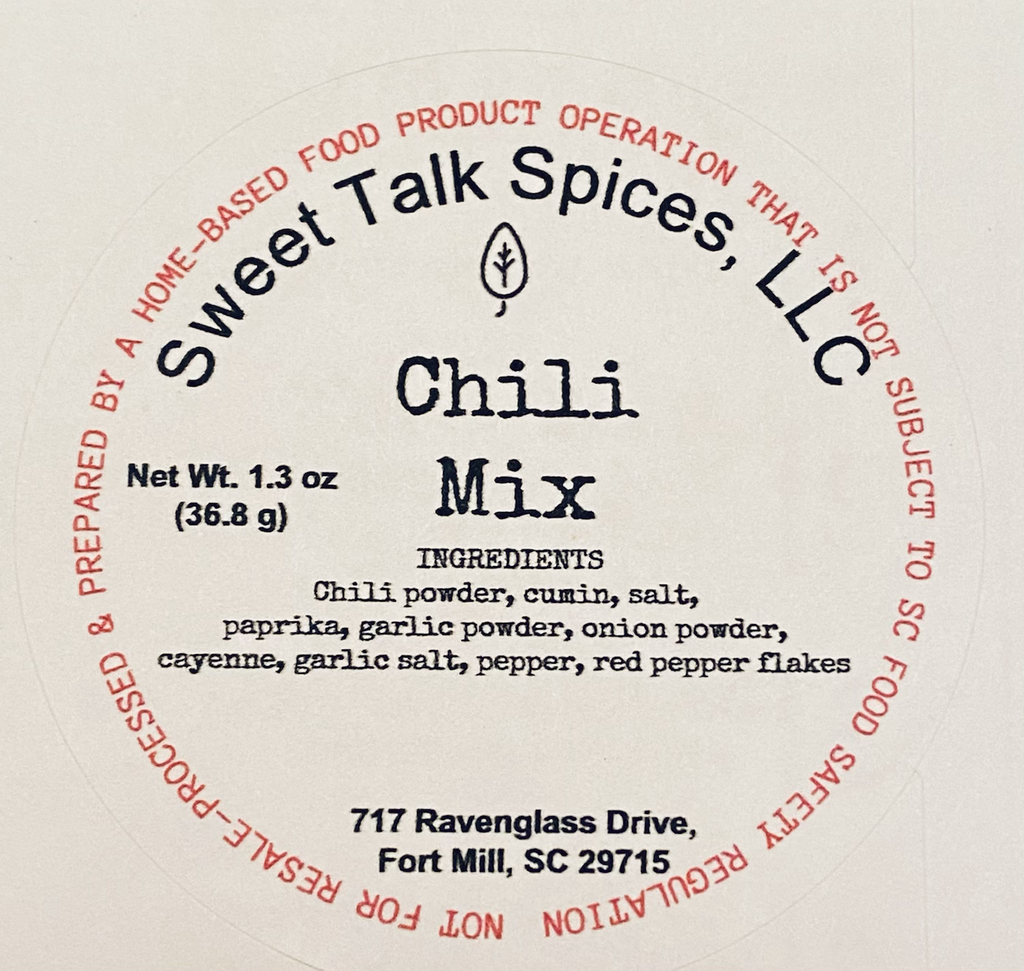 NOT FOR RESALE-PROCESSED & PREPARED BY A HOME-BASED FOOD PRODUCT OPERATION THAT IS NOT SUBJECT TO SC FOOD SAFETY REGULATION
Sweet Talk Spices, LLC
Chili
Mix
Net Wt. 1.3 oz
(36.8 g)
INGREDIENTS
Chili powder, cumin, salt,
paprika, garlic powder, onion powder,
cayenne, garlic salt, pepper, red pepper flakes
717 Ravenglass Drive,
Fort Mill, SC 29715